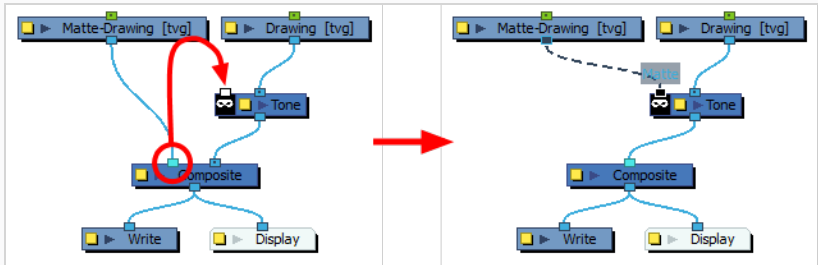 Matte-Drawing [tvg]
Drawing [tvg]
Tone
Composite
Write
Display
Matte-Drawing [tvg]
Drawing [tvg]
Matte
Tone
Composite
Write
Display